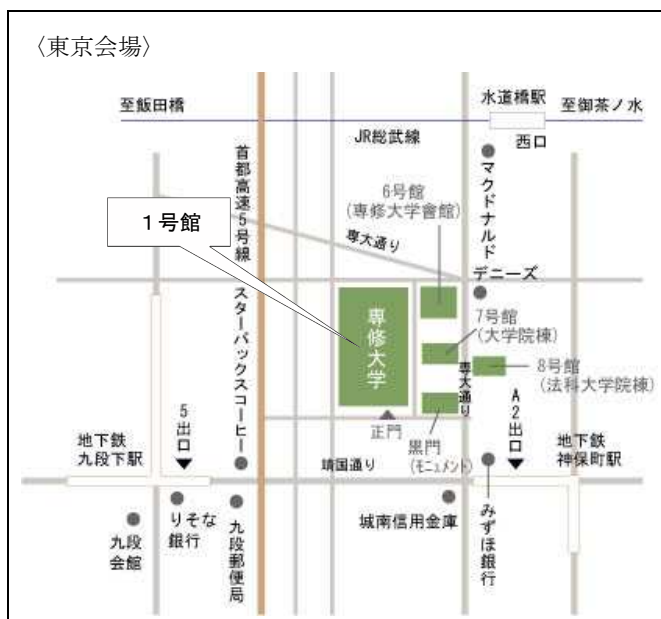 〈東京会場〉
至飯田橋
水道橋駅
至御茶ノ水
西口
JR総武線
首都高速5号線
マクドナルド
6号館
(専修大学會館)
1号館
専大通り
デニーズ
スターバックスコーヒー
専修大学
7号館
(大学院棟)
8号館
(法科大学院棟)
専大通り
A2出口
5出口
正門
黒門
(モニュメント)
地下鉄
九段下駅
地下鉄
神保町駅
靖国通り
りそな
銀行
九段
会館
九段郵便局
城南信用金庫
みずほ銀行